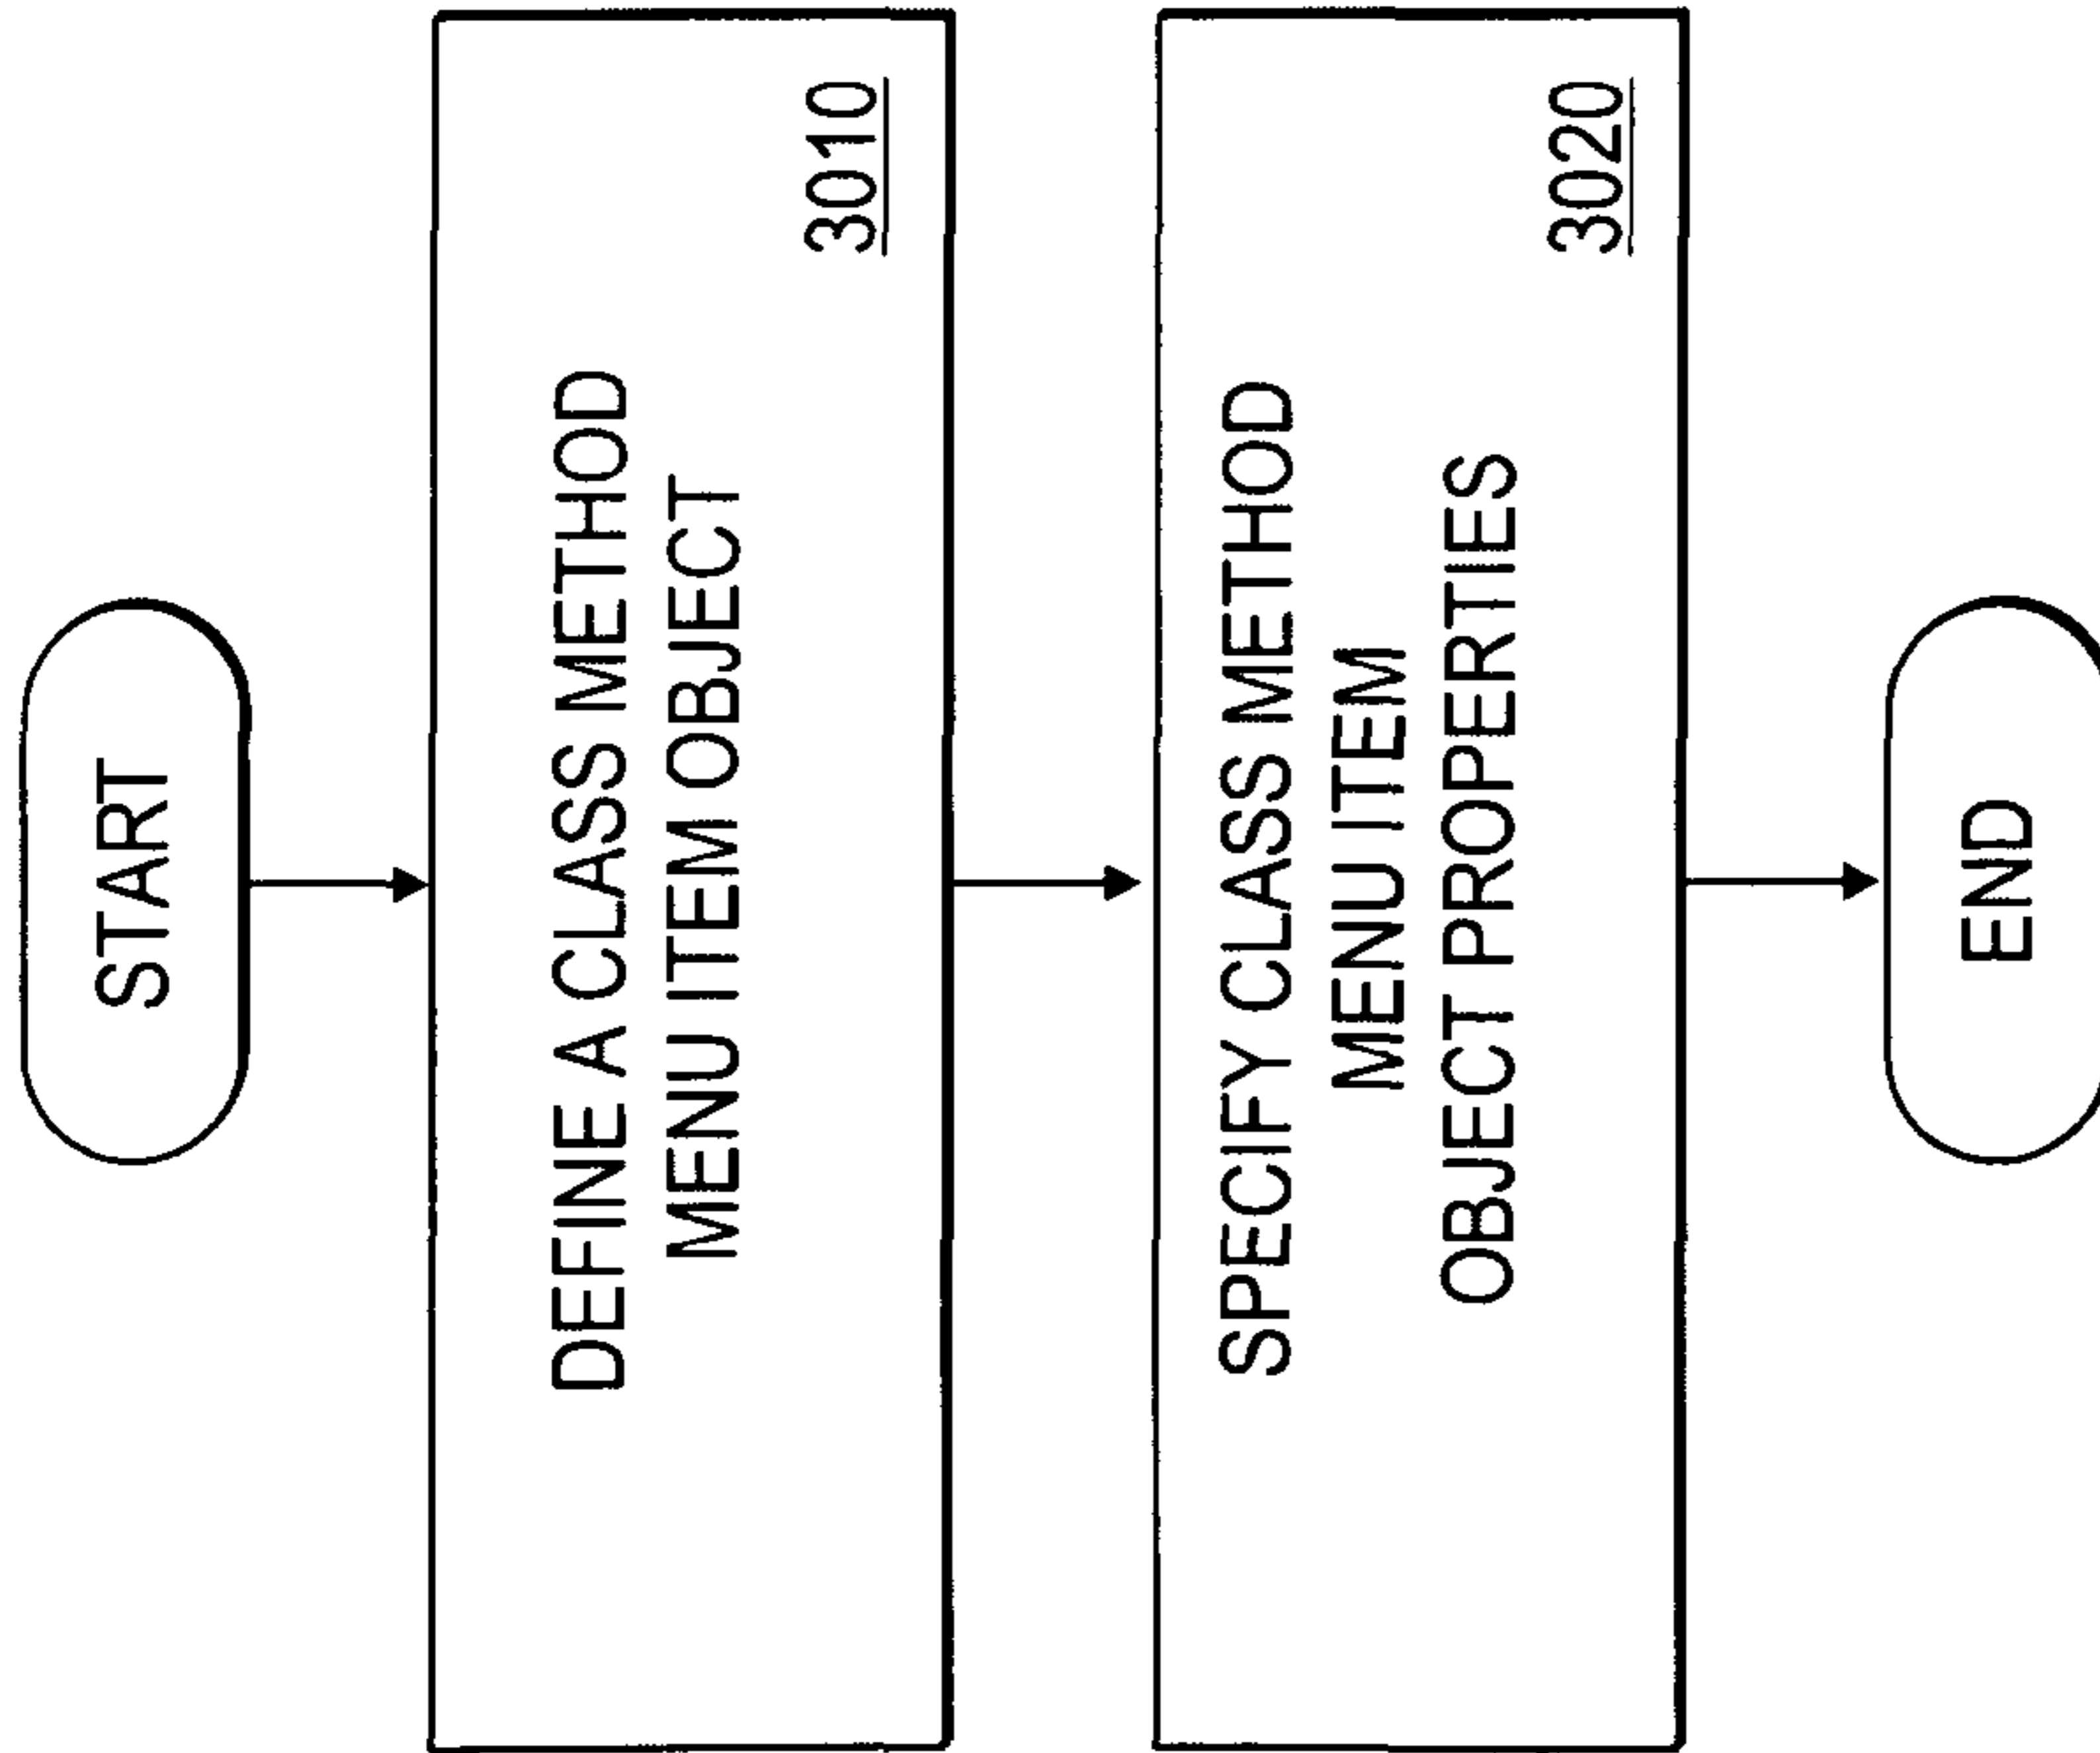 START
DEFINE A CLASS METHOD
MENU ITEM OBJECT
3010
SPECIFY CLASS METHOD
MENU ITEM
OBJECT PROPERTIES
3020
END